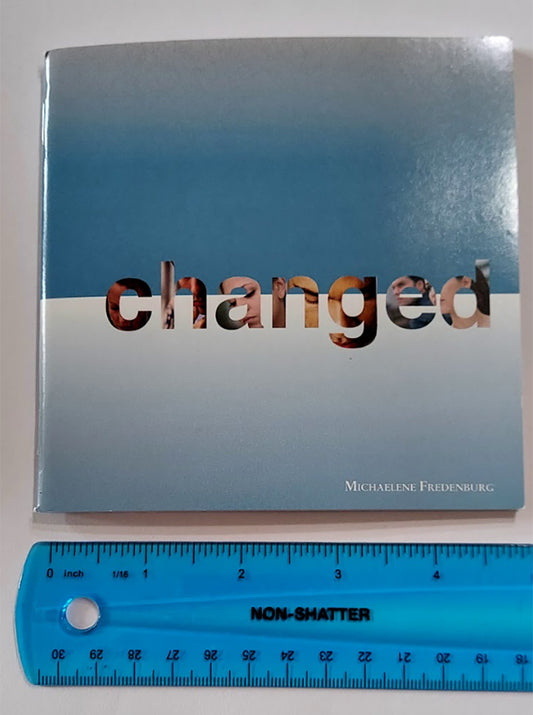 changed
MICHAELENE FREDENBURG
0 inch 1/16 1 2 3 4
NON-SHATTER
30 29 28 27 26 25 24 23 22 21 20 19 18